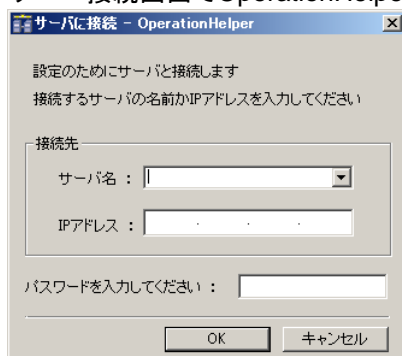 サーバに接続 - OperationHelper
設定のためにサーバと接続します
接続するサーバの名前かIPアドレスを入力してください
接続先
サーバ名 :
IPアドレス :
パスワードを入力してください :
OK キャンセル